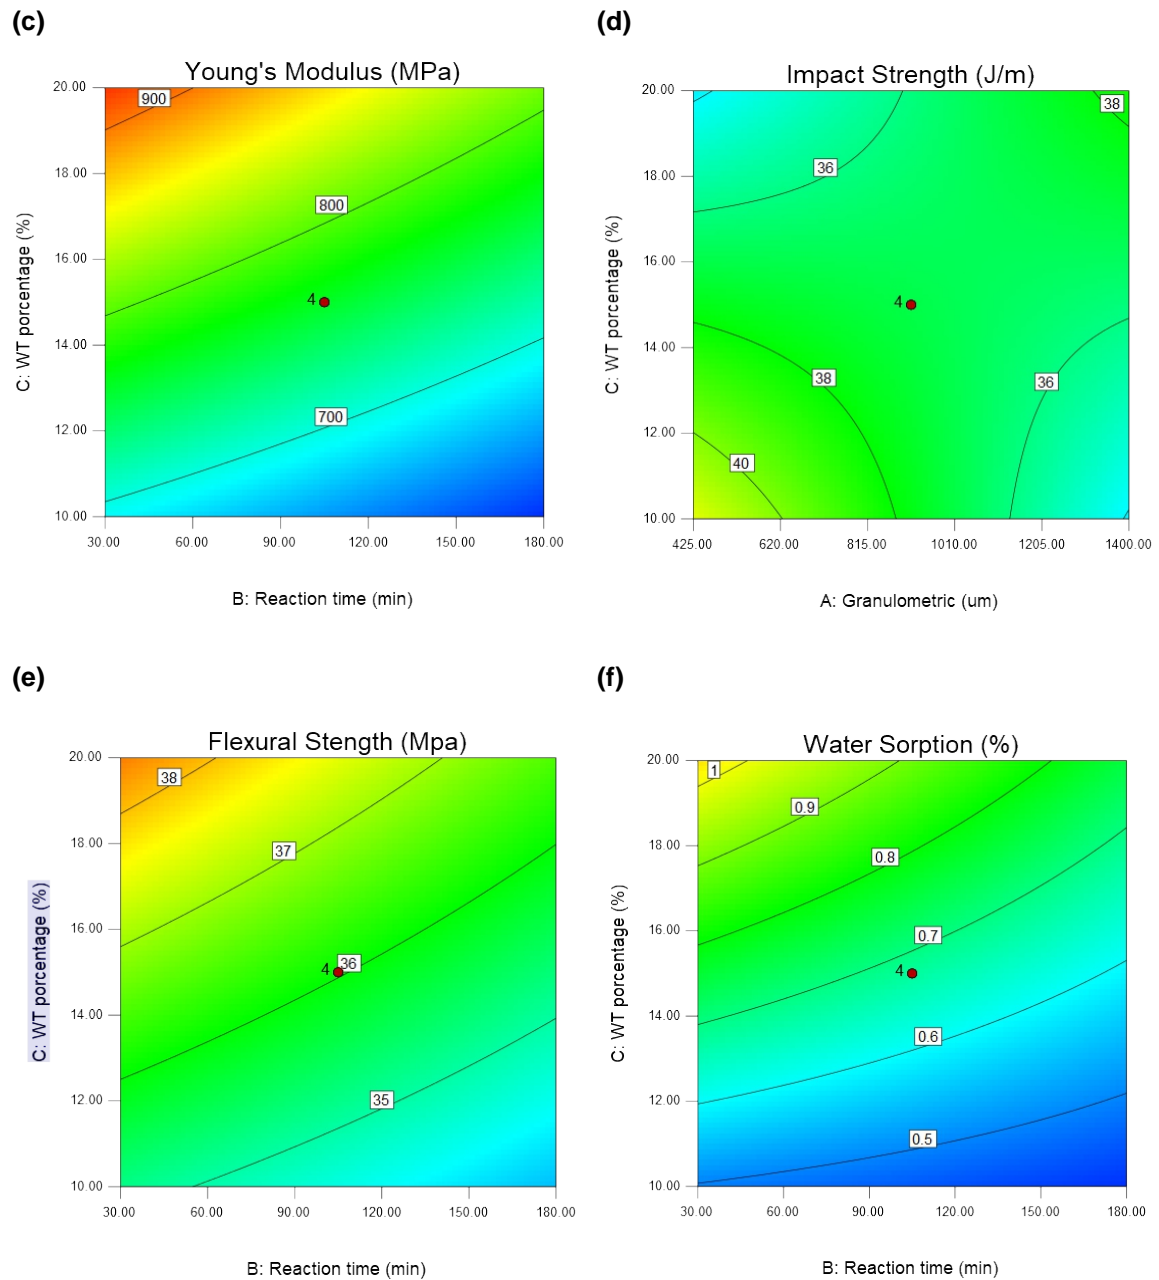 (c)
Young's Modulus (MPa)
C: WT porcentage (%)
20.00
18.00
16.00
14.00
12.00
10.00
900
800
4
700
30.00 60.00 90.00 120.00 150.00 180.00
B: Reaction time (min)
(d)
Impact Strength (J/m)
C: WT porcentage (%)
20.00
18.00
16.00
14.00
12.00
10.00
38
36
4
38
36
40
425.00 620.00 815.00 1010.00 1205.00 1400.00
A: Granulometric (um)
(e)
Flexural Stength (Mpa)
C: WT porcentage (%)
20.00
18.00
16.00
14.00
12.00
10.00
38
37
4 36
35
30.00 60.00 90.00 120.00 150.00 180.00
B: Reaction time (min)
(f)
Water Sorption (%)
C: WT porcentage (%)
20.00
18.00
16.00
14.00
12.00
10.00
1
0.9
0.8
0.7
4
0.6
0.5
30.00 60.00 90.00 120.00 150.00 180.00
B: Reaction time (min)